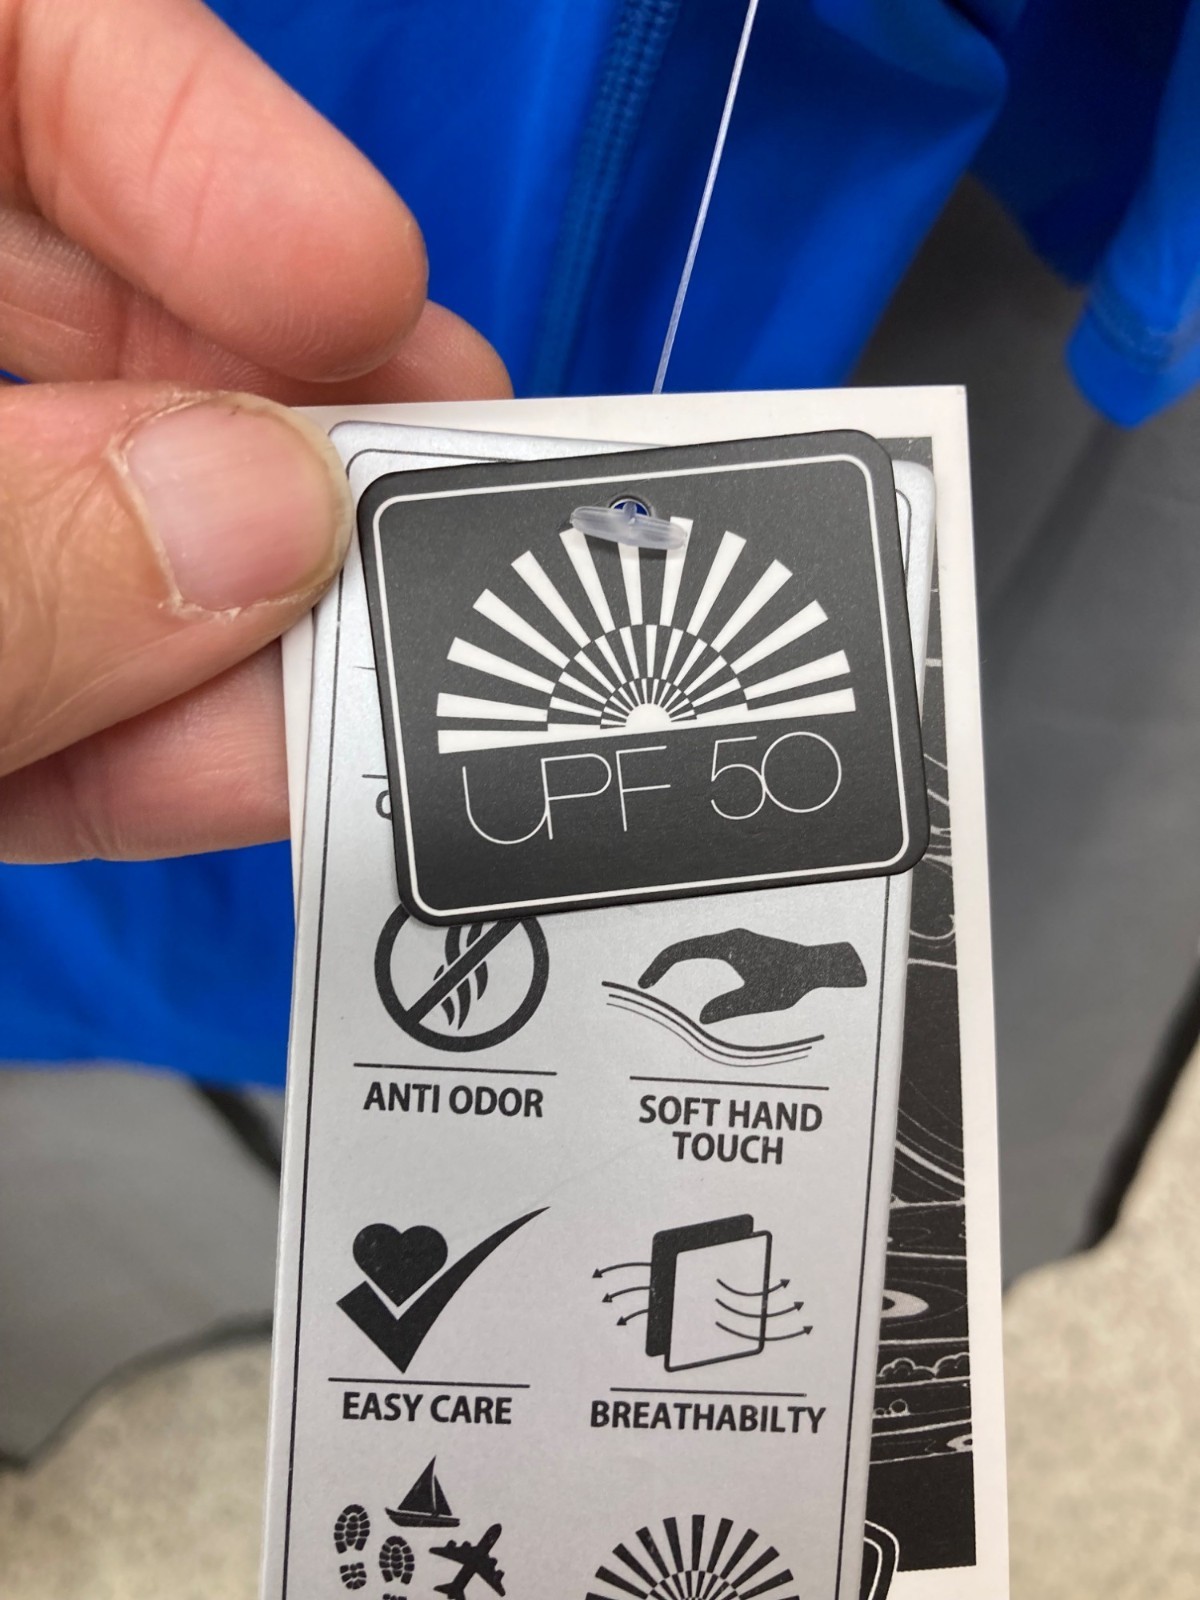 UPF 50
ANTI ODOR
SOFT HAND
TOUCH
EASY CARE
BREATHABILTY